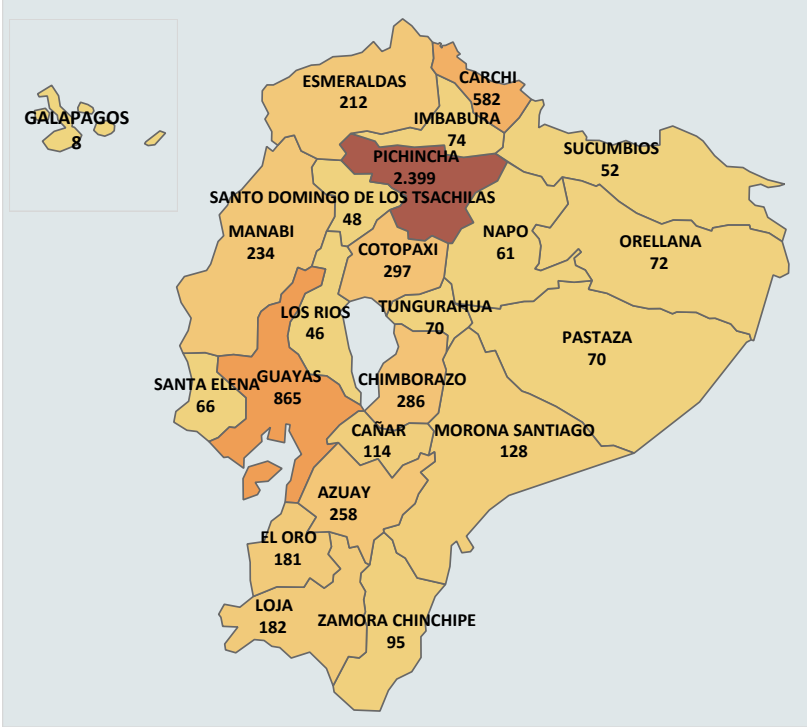 ESMERALDAS
212
CARCHI
582
GALAPAGOS
8
IMBABURA
74
SUCUMBIOS
52
PICHINCHA
2.399
SANTO DOMINGO DE LOS TSACHILAS
48
MANABI
234
NAPO
61
ORELLANA
72
COTOPAXI
297
TUNGURAHUA
70
LOS RIOS
46
PASTAZA
70
SANTA ELENA
66
GUAYAS
865
CHIMBORAZO
286
CAÑAR
114
MORONA SANTIAGO
128
AZUAY
258
EL ORO
181
LOJA
182
ZAMORA CHINCHIPE
95